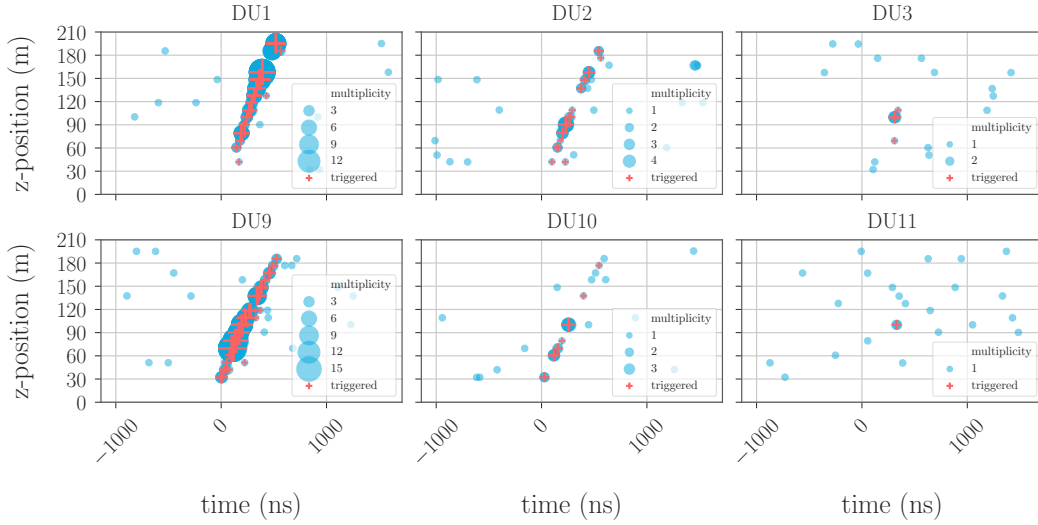 DU1 DU2 DU3
z-position (m)
210
180
150
120
90
60
30
0
multiplicity
3
6
9
12
triggered
multiplicity
1
2
3
4
triggered
multiplicity
1
2
triggered
DU9 DU10 DU11
z-position (m)
210
180
150
120
90
60
30
0
multiplicity
3
6
9
12
15
triggered
multiplicity
1
2
3
triggered
multiplicity
1
triggered
−1000 0 1000 −1000 0 1000 −1000 0 1000
time (ns) time (ns) time (ns)